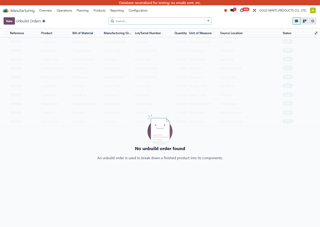 Database neutralized for testing: no emails sent, etc.
Manufacturing Overview Operations Planning Products Reporting Configuration
New Unbuild Orders Search...
Reference Product Bill of Material Manufacturing Or... Lot/Serial Number Quantity Unit of Measure Source Location Status
No unbuild order found
An unbuild order is used to break down a finished product into its components.